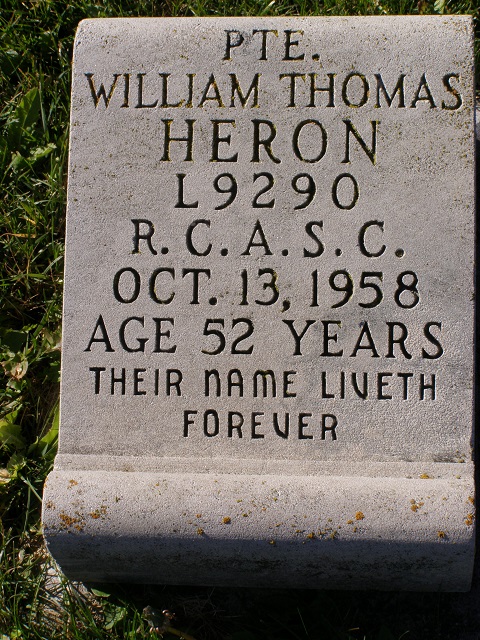 PTE.
WILLIAM THOMAS
HERON
L9290
R.C.A.S.C.
OCT. 13, 1958
AGE 52 YEARS
THEIR NAME LIVETH
FOREVER